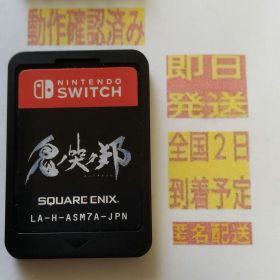 動作確認済み
NINTENDO
SWITCH
鬼ノ哭ク邦
SQUARE ENIX
LA-H-ASM7A-JPN
即日
発送
全国2日
到着予定
匿名配送